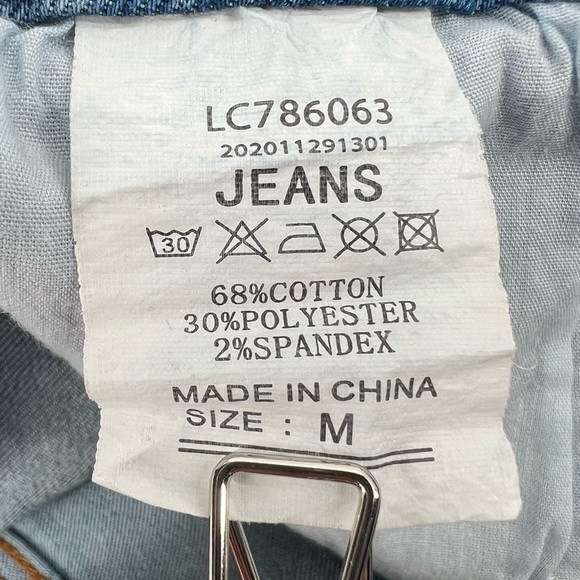 LC786063
202011291301
JEANS
30
68%COTTON
30%POLYESTER
2%SPANDEX
MADE IN CHINA
SIZE : M